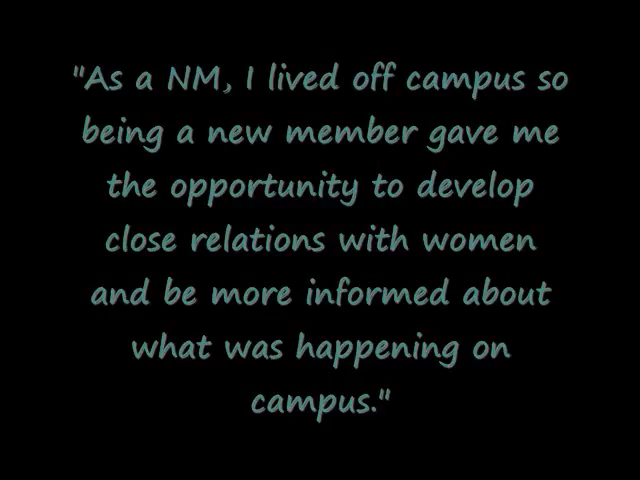 "As a NM, I lived off campus so
being a new member gave me
the opportunity to develop
close relations with women
and be more informed about
what was happening on
campus."